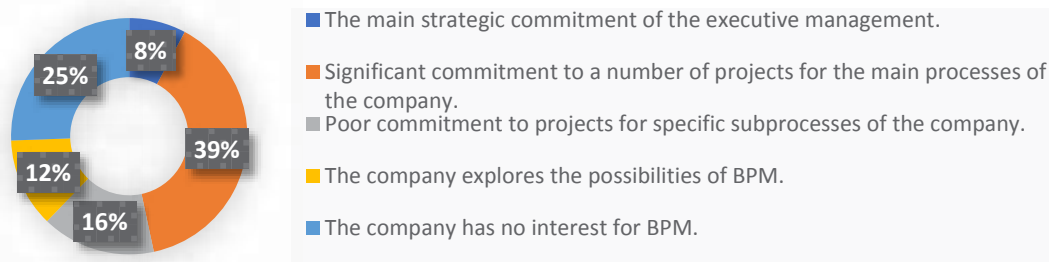 8%
25%
39%
12%
16%
The main strategic commitment of the executive management.
Significant commitment to a number of projects for the main processes of
the company.
Poor commitment to projects for specific subprocesses of the company.
The company explores the possibilities of BPM.
The company has no interest for BPM.